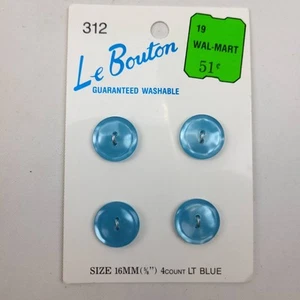 312
19
WAL-MART
51¢
Le Bouton
GUARANTEED WASHABLE
SIZE 16MM (⅝") 4COUNT LT BLUE